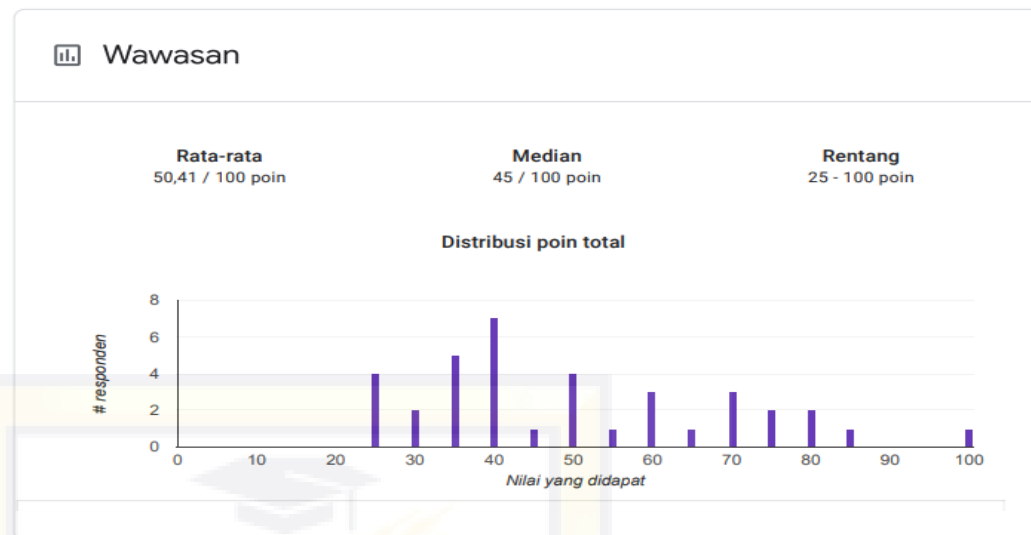 Wawasan
Rata-rata Median Rentang
50,41 / 100 poin 45 / 100 poin 25 - 100 poin
Distribusi poin total
8
6
4
2
0
# responden
0 10 20 30 40 50 60 70 80 90 100
Nilai yang didapat